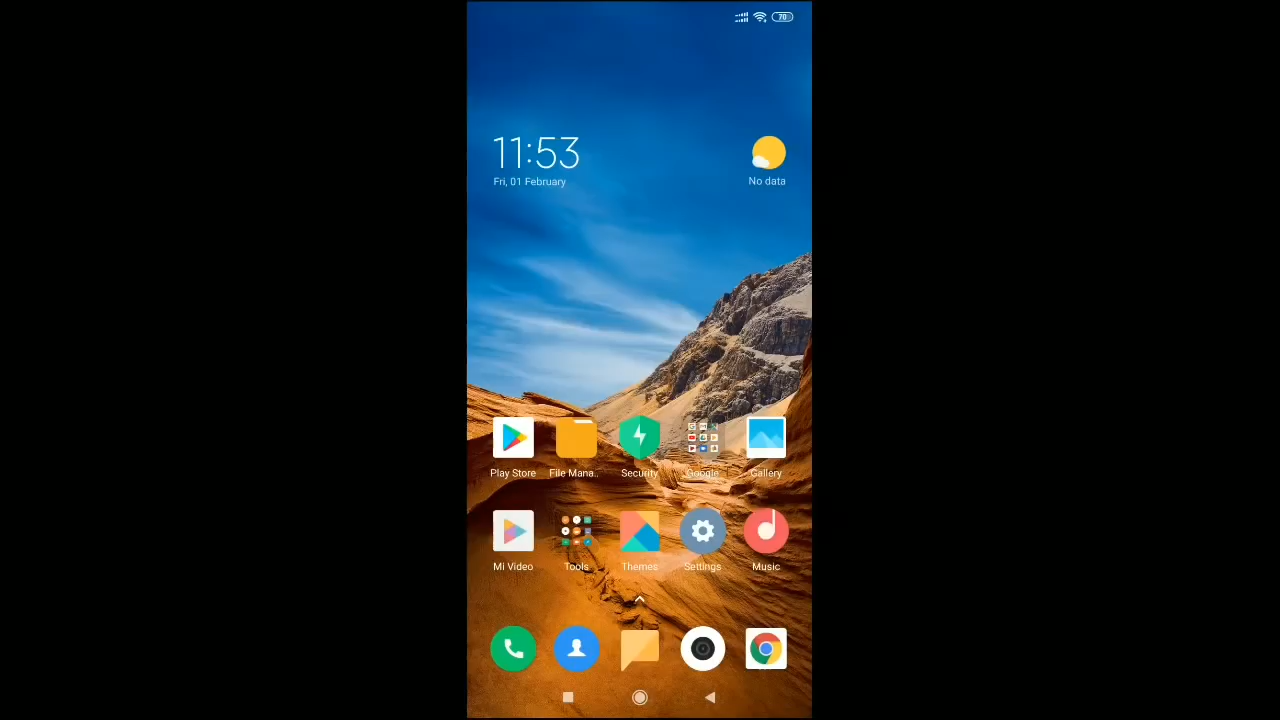 70
11:53
Fri, 01 February
No data
Play Store
File Mana..
Security
Google
Gallery
Mi Video
Tools
Themes
Settings
Music